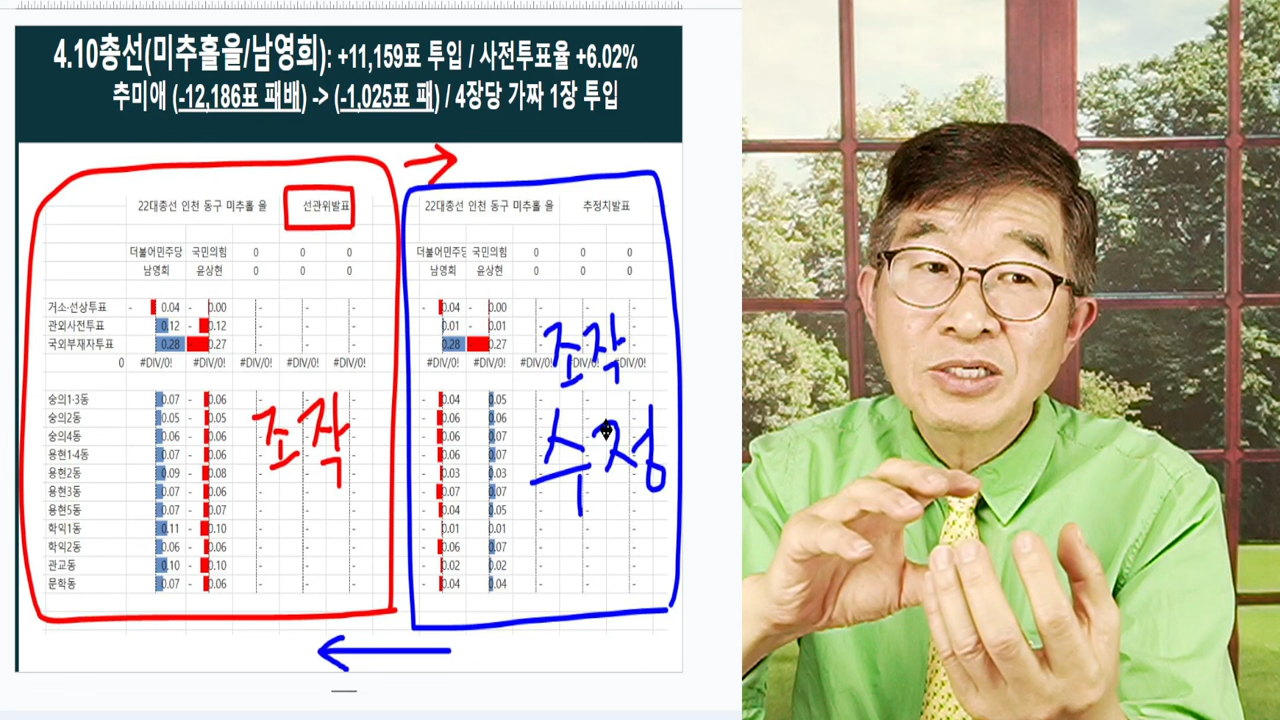 4.10총선(미추홀을/남영희): +11,159표 투입 / 사전투표율 +6.02%
추미애 (-12,186표 패배) -> (-1,025표 패) / 4장당 가짜 1장 투입
22대총선 인천 동구 미추홀 을 선관위발표
더불어민주당 국민의힘 0 0 0
남영희 윤상현 0 0 0
거소·선상투표 - 0.04 - 0.00 - - -
관외사전투표 0.12 - 0.12 - - -
국외부재자투표 0.28 - 0.27 - - -
0 #DIV/0! #DIV/0! #DIV/0! #DIV/0! #DIV/0!
숭의1·3동 0.07 - 0.06 - - -
숭의2동 0.05 - 0.05 - - -
숭의4동 0.06 - 0.06 - - -
용현1·4동 0.07 - 0.06 - - -
용현2동 0.09 - 0.08 - - -
용현3동 0.07 - 0.06 - - -
용현5동 0.07 - 0.06 - - -
학익1동 0.11 - 0.10 - - -
학익2동 0.06 - 0.06 - - -
관교동 0.10 - 0.10 - - -
문학동 0.07 - 0.06 - - -
조작
22대총선 인천 동구 미추홀 을 추정치발표
더불어민주당 국민의힘 0 0 0
남영희 윤상현 0 0 0
- 0.04 - 0.00 - - -
0.01 - 0.01 - - -
0.28 - 0.27 - - -
#DIV/0! #DIV/0! #DIV/0! #DIV/0! #DIV/0!
- 0.04 0.05 - - -
- 0.06 0.06 - - -
- 0.06 0.07 - - -
- 0.06 0.07 - - -
- 0.03 0.03 - - -
- 0.07 0.07 - - -
- 0.04 0.05 - - -
- 0.01 0.01 - - -
- 0.06 0.07 - - -
- 0.02 0.02 - - -
- 0.04 0.04 - - -
조작
수정